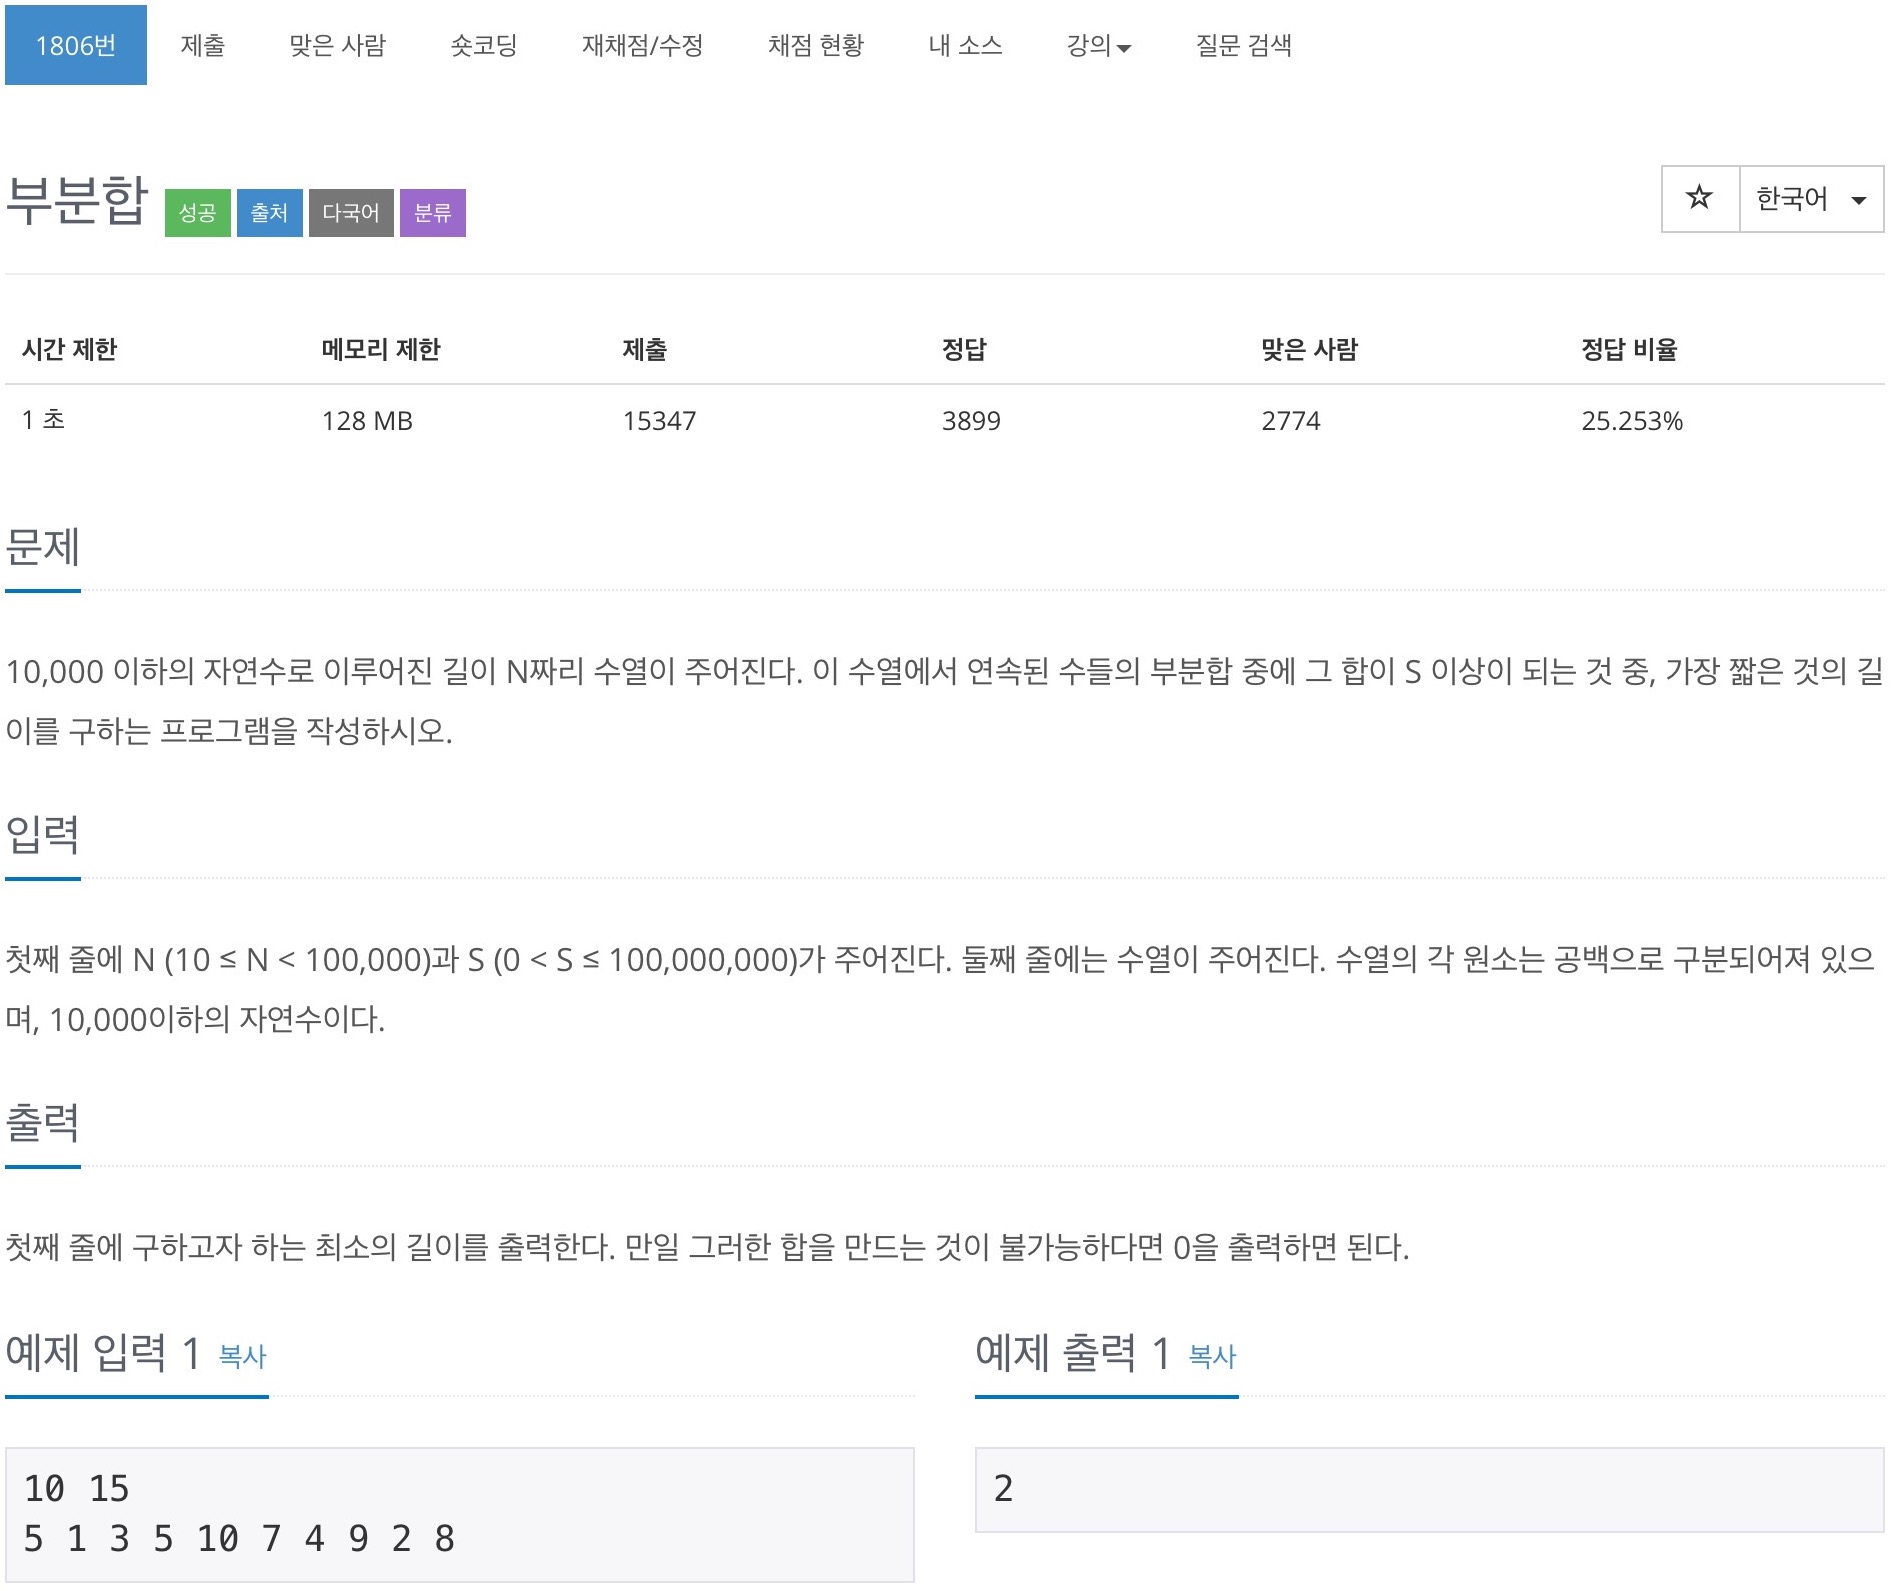 1806번 제출 맞은 사람 숏코딩 재채점/수정 채점 현황 내 소스 강의 질문 검색
부분합 성공 출처 다국어 분류 한국어
시간 제한 메모리 제한 제출 정답 맞은 사람 정답 비율
1 초 128 MB 15347 3899 2774 25.253%
문제
10,000 이하의 자연수로 이루어진 길이 N짜리 수열이 주어진다. 이 수열에서 연속된 수들의 부분합 중에 그 합이 S 이상이 되는 것 중, 가장 짧은 것의 길
이를 구하는 프로그램을 작성하시오.
입력
첫째 줄에 N (10 ≤ N < 100,000)과 S (0 < S ≤ 100,000,000)가 주어진다. 둘째 줄에는 수열이 주어진다. 수열의 각 원소는 공백으로 구분되어져 있으
며, 10,000이하의 자연수이다.
출력
첫째 줄에 구하고자 하는 최소의 길이를 출력한다. 만일 그러한 합을 만드는 것이 불가능하다면 0을 출력하면 된다.
예제 입력 1 복사
10 15
5 1 3 5 10 7 4 9 2 8
예제 출력 1 복사
2